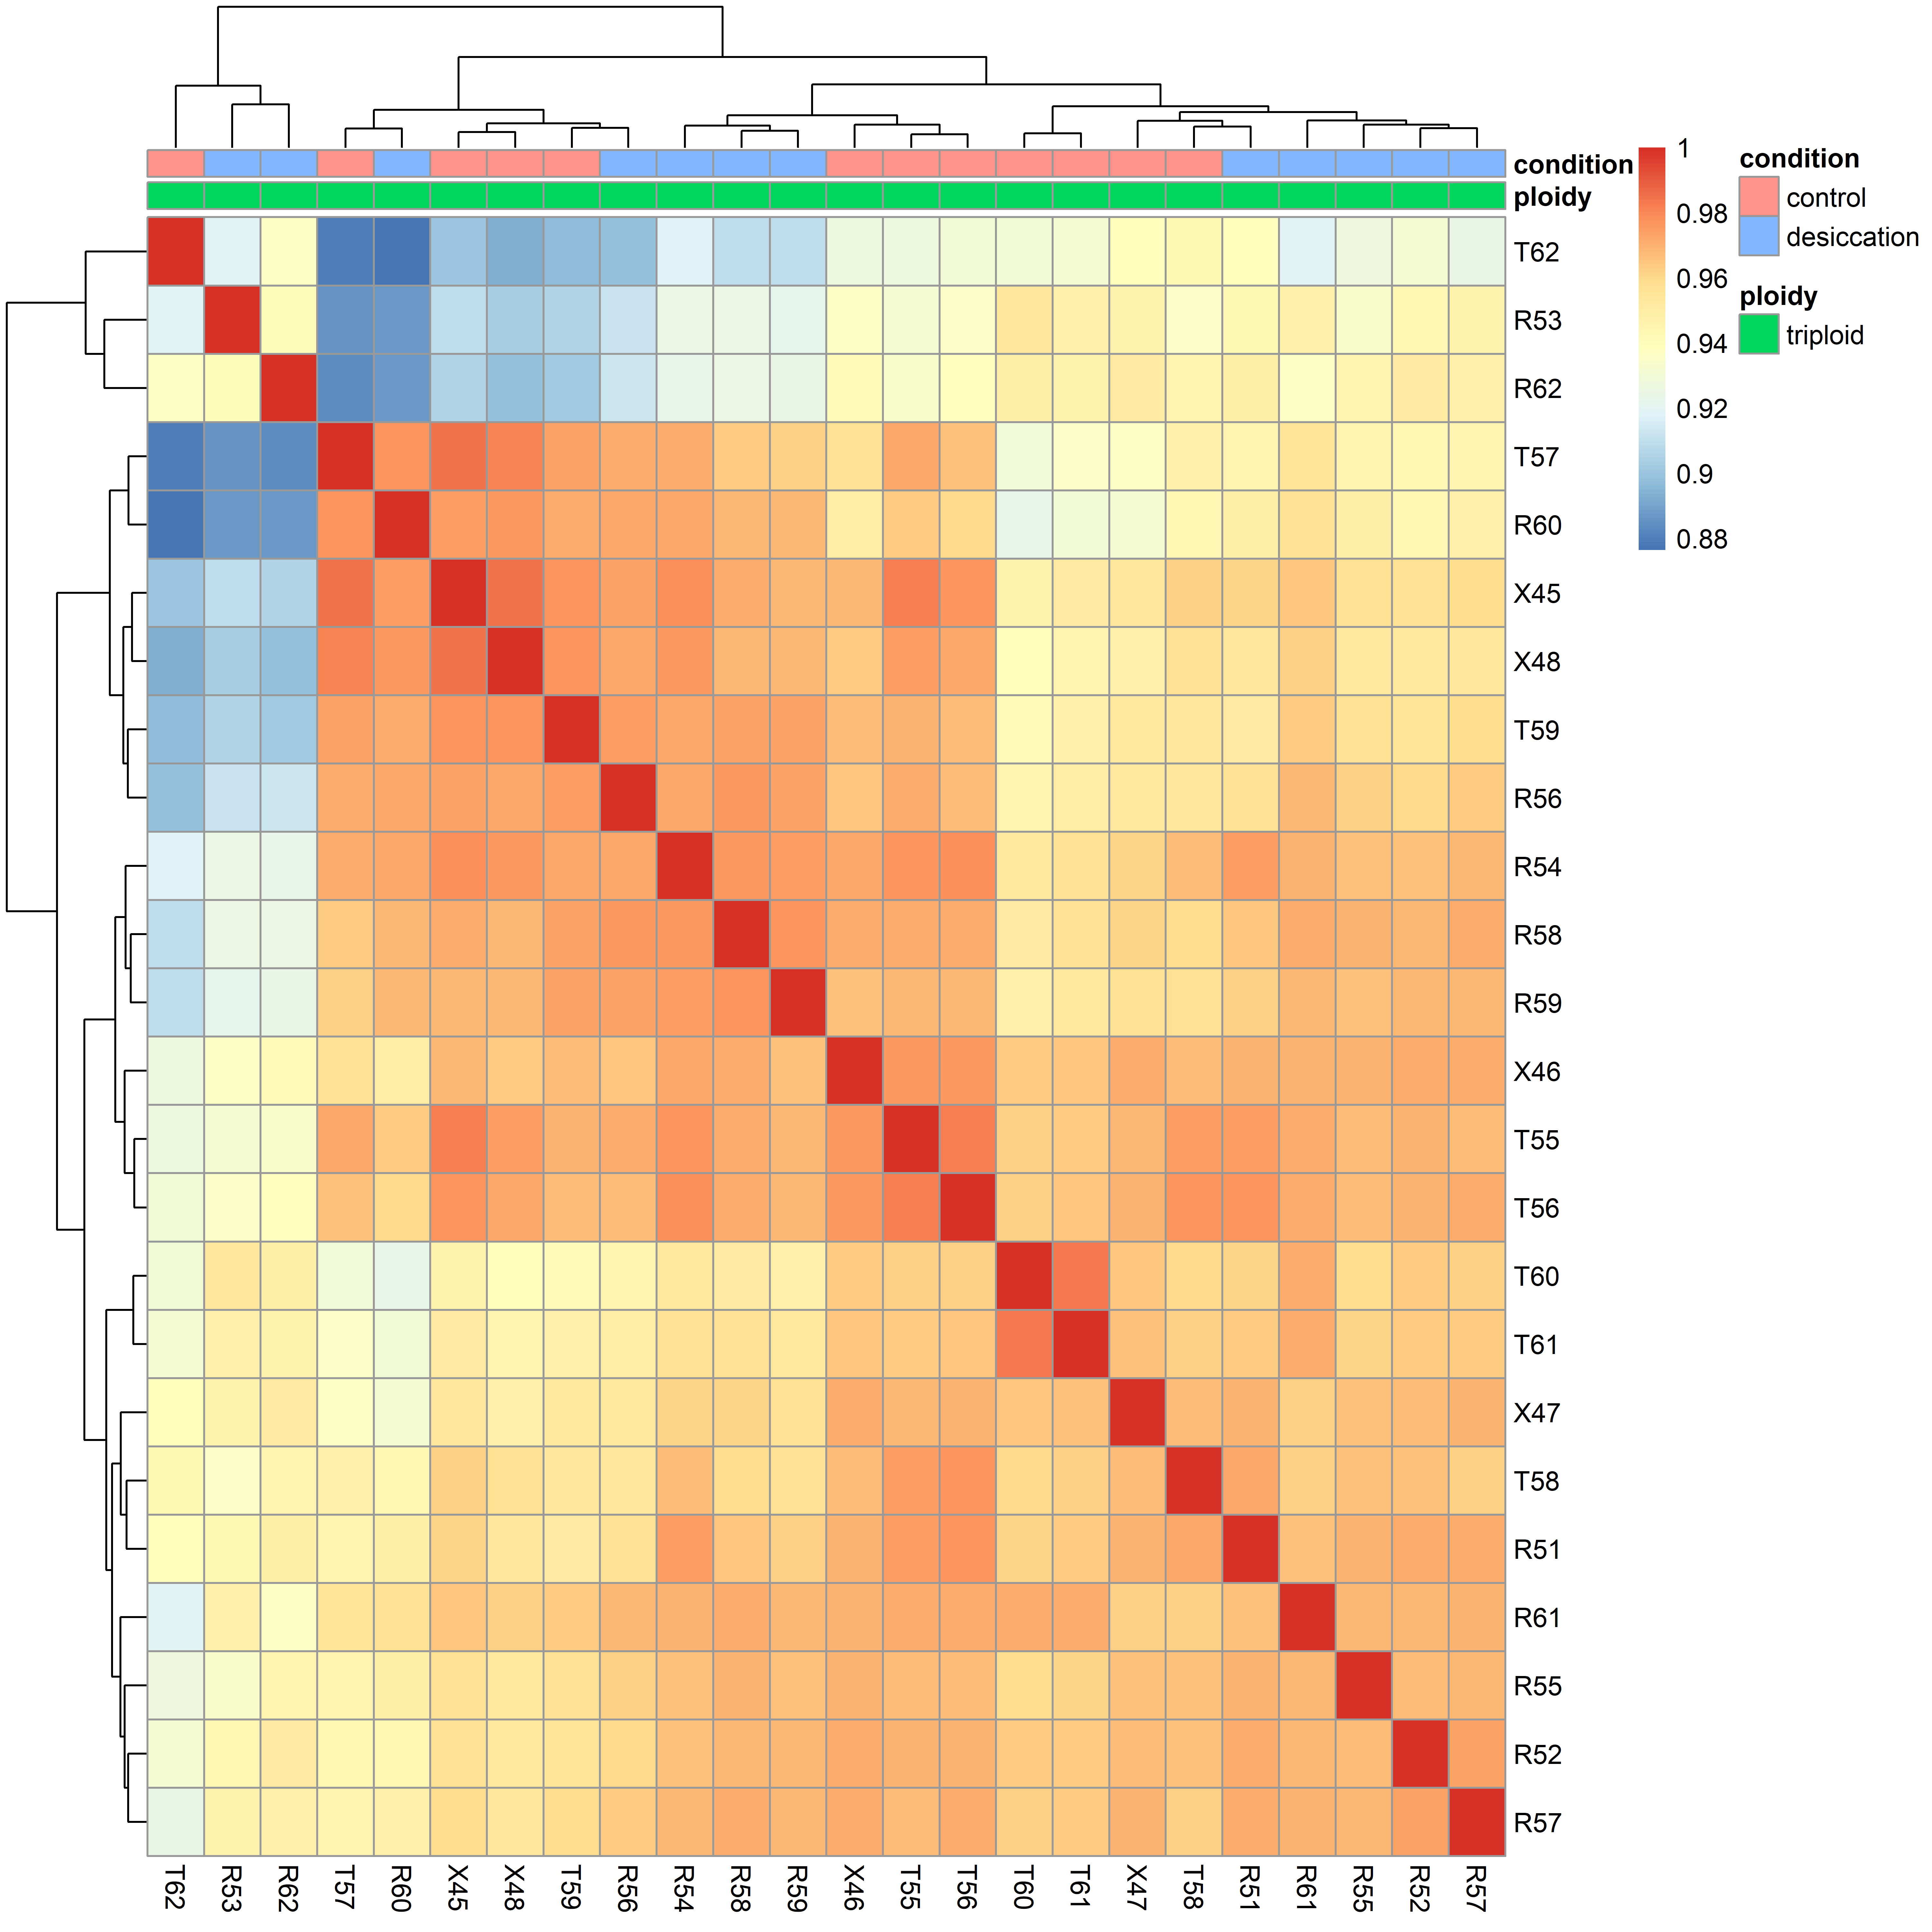 condition
ploidy
T62
R53
R62
T57
R60
X45
X48
T59
R56
R54
R58
R59
X46
T55
T56
T60
T61
X47
T58
R51
R61
R55
R52
R57
T62 R53 R62 T57 R60 X45 X48 T59 R56 R54 R58 R59 X46 T55 T56 T60 T61 X47 T58 R51 R61 R55 R52 R57
1
0.98
0.96
0.94
0.92
0.9
0.88
condition
control
desiccation
ploidy
triploid